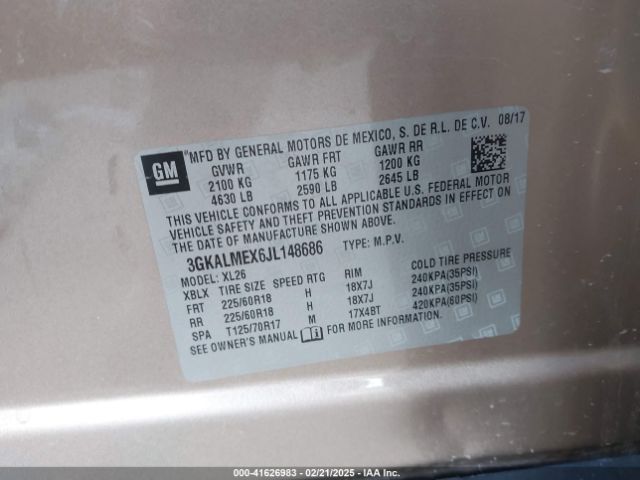 GM
"MFD BY GENERAL MOTORS DE MEXICO, S. DE R.L. DE C.V. 08/17
GVWR GAWR FRT GAWR RR
2100 KG 1175 KG 1200 KG
4630 LB 2590 LB 2645 LB
THIS VEHICLE CONFORMS TO ALL APPLICABLE U.S. FEDERAL MOTOR
VEHICLE SAFETY AND THEFT PREVENTION STANDARDS IN EFFECT ON
THE DATE OF MANUFACTURE SHOWN ABOVE.
3GKALMEX6JL148686 TYPE: M.P.V.
MODEL: XL26
XBLX TIRE SIZE SPEED RTG RIM COLD TIRE PRESSURE
FRT 225/60R18 H 18X7J 240KPA(35PSI)
RR 225/60R18 H 18X7J 240KPA(35PSI)
SPA T125/70R17 M 17X4BT 420KPA(60PSI)
SEE OWNER'S MANUAL FOR MORE INFORMATION.
000-41626983 - 02/21/2025 - IAA Inc.